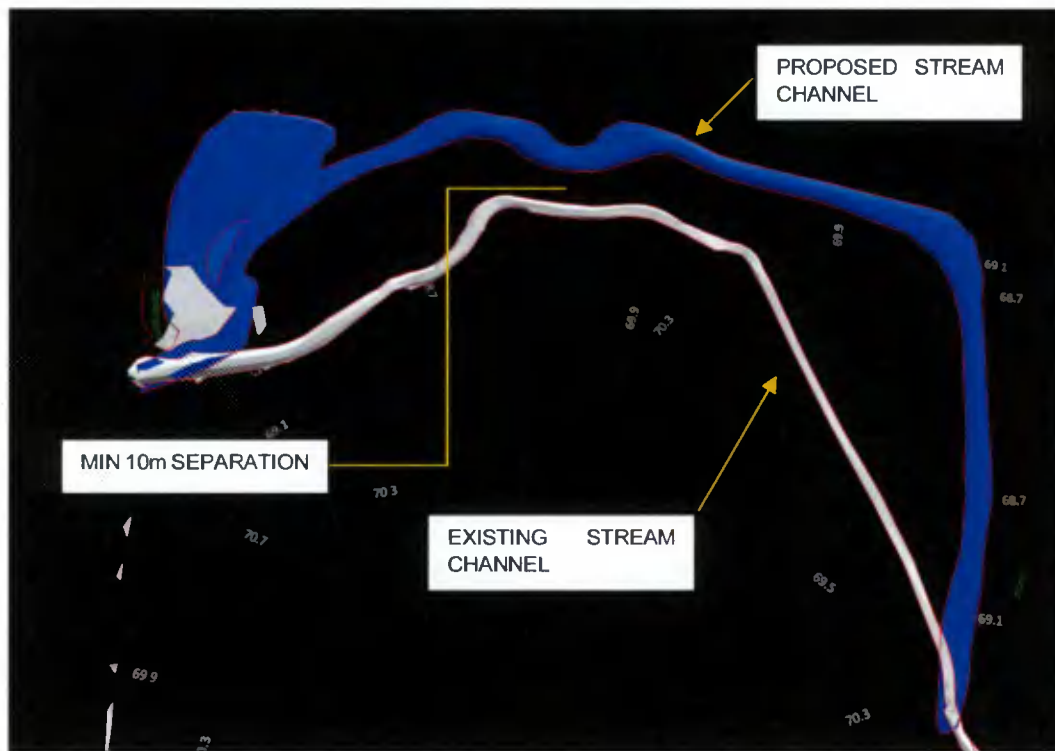 PROPOSED STREAM
CHANNEL
69.9
69.1
68.7
69.9
70.3
69.1
MIN 10m SEPARATION
70.3
68.7
70.7
EXISTING STREAM
CHANNEL
69.5
69.1
69.9
70.3